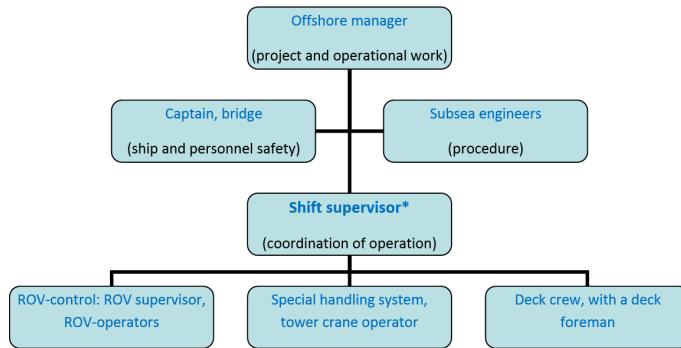 Offshore manager
(project and operational work)
Captain, bridge
(ship and personnel safety)
Subsea engineers
(procedure)
Shift supervisor*
(coordination of operation)
ROV-control: ROV supervisor,
ROV-operators
Special handling system,
tower crane operator
Deck crew, with a deck
foreman